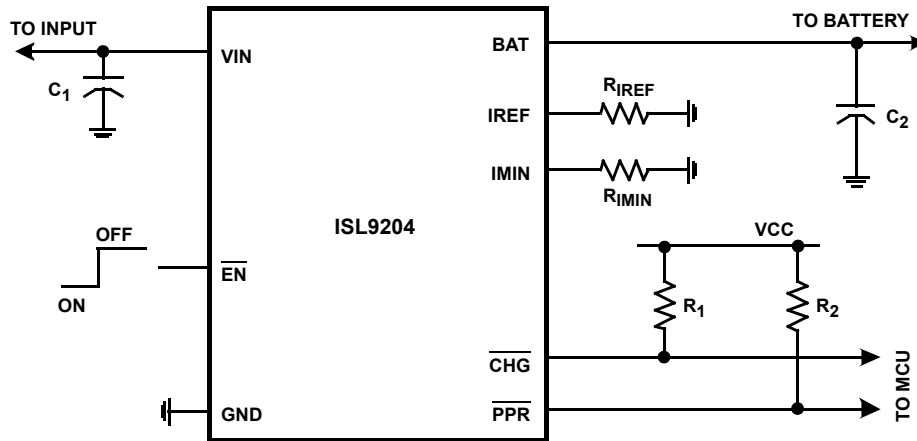 TO INPUT
TO BATTERY
VIN
BAT
C1
RIREF
IREF
C2
IMIN
RIMIN
ISL9204
OFF
VCC
EN
ON
R1
R2
CHG
GND
PPR
TO MCU